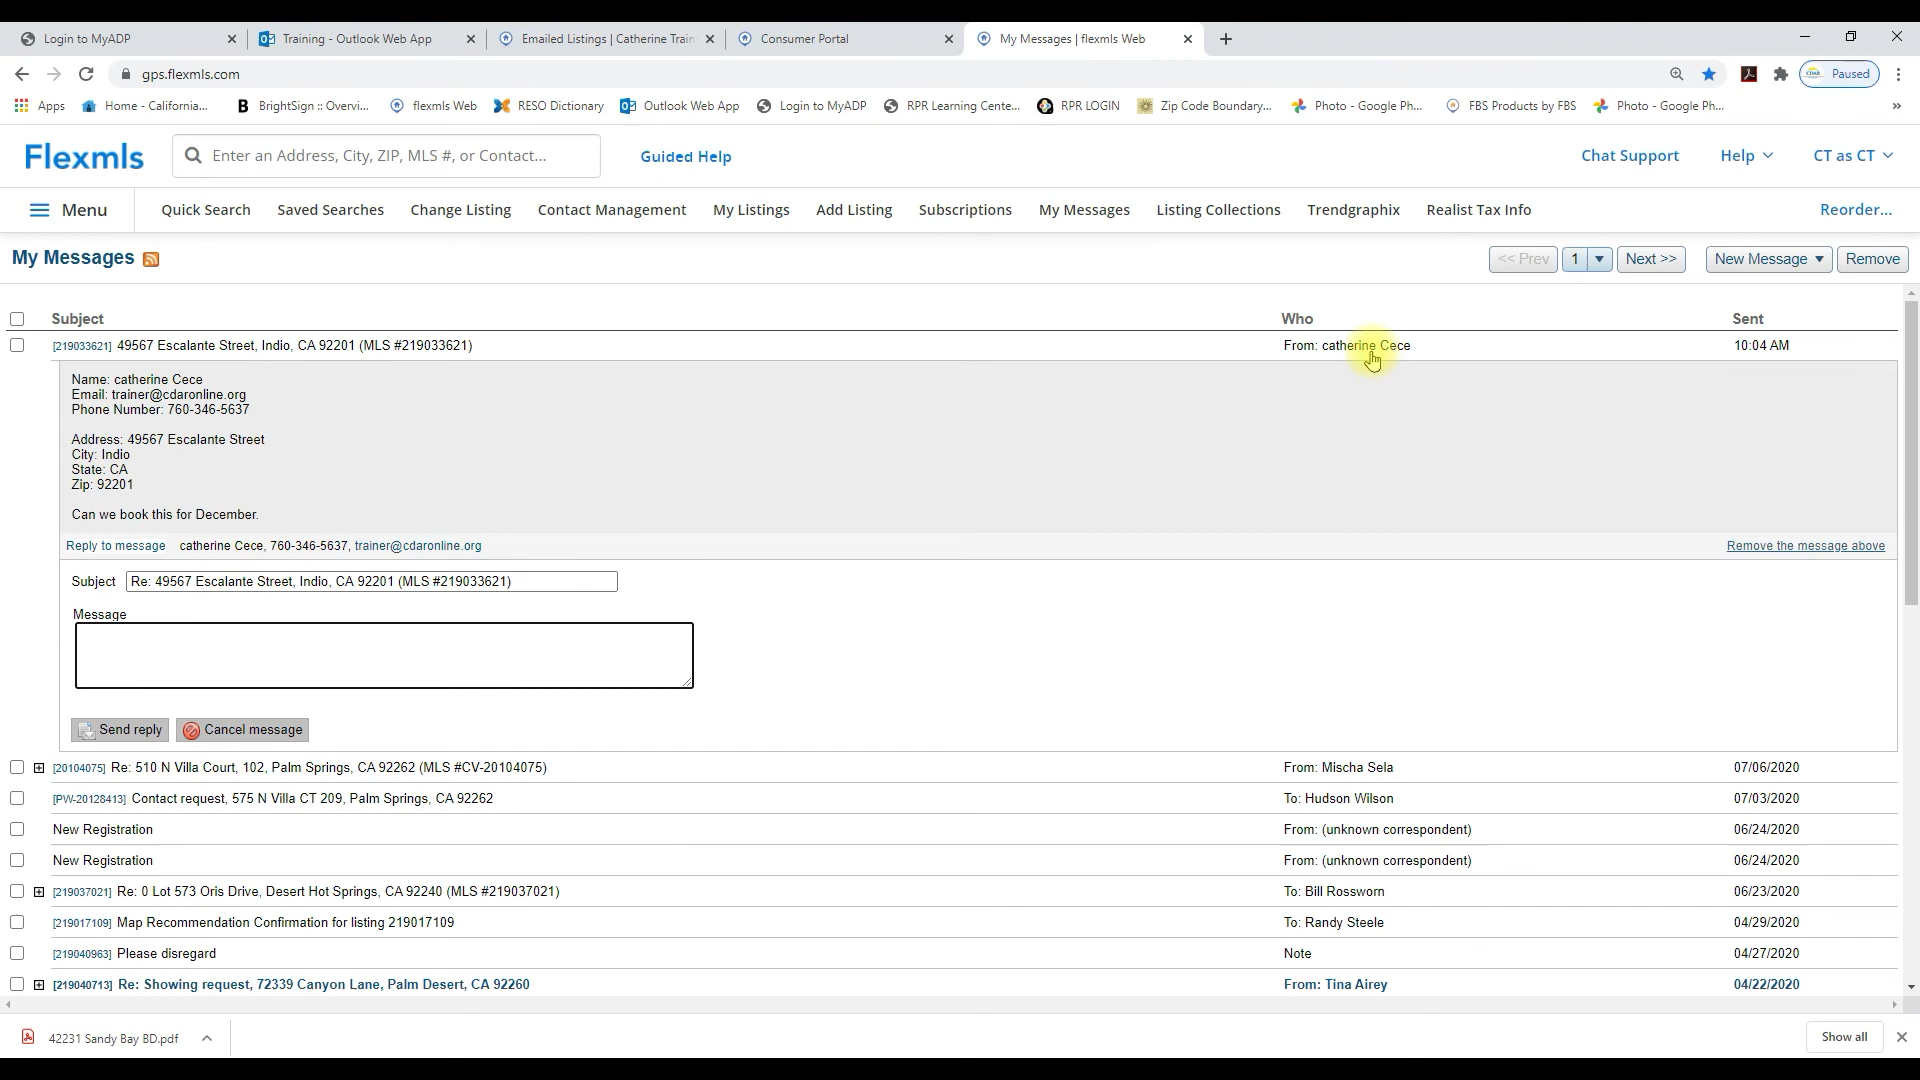 Login to MyADP
Training - Outlook Web App
Emailed Listings | Catherine Train
Consumer Portal
My Messages | flexmls Web
gps.flexmls.com
Paused
Apps
Home - California...
BrightSign :: Overvi...
flexmls Web
RESO Dictionary
Outlook Web App
Login to MyADP
RPR Learning Cente...
RPR LOGIN
Zip Code Boundary...
Photo - Google Ph...
FBS Products by FBS
Photo - Google Ph...
Flexmls
Enter an Address, City, ZIP, MLS #, or Contact...
Guided Help
Chat Support
Help
CT as CT
Menu
Quick Search
Saved Searches
Change Listing
Contact Management
My Listings
Add Listing
Subscriptions
My Messages
Listing Collections
Trendgraphix
Realist Tax Info
Reorder...
My Messages
<< Prev
1
Next >>
New Message
Remove
Subject Who Sent
[219033621] 49567 Escalante Street, Indio, CA 92201 (MLS #219033621) From: catherine Cece 10:04 AM
Name: catherine Cece
Email: trainer@cdaronline.org
Phone Number: 760-346-5637
Address: 49567 Escalante Street
City: Indio
State: CA
Zip: 92201
Can we book this for December.
Reply to message catherine Cece, 760-346-5637, trainer@cdaronline.org Remove the message above
Subject Re: 49567 Escalante Street, Indio, CA 92201 (MLS #219033621)
Message
Send reply Cancel message
[20104075] Re: 510 N Villa Court, 102, Palm Springs, CA 92262 (MLS #CV-20104075) From: Mischa Sela 07/06/2020
[PW-20128413] Contact request, 575 N Villa CT 209, Palm Springs, CA 92262 To: Hudson Wilson 07/03/2020
New Registration From: (unknown correspondent) 06/24/2020
New Registration From: (unknown correspondent) 06/24/2020
[219037021] Re: 0 Lot 573 Oris Drive, Desert Hot Springs, CA 92240 (MLS #219037021) To: Bill Rossworn 06/23/2020
[219017109] Map Recommendation Confirmation for listing 219017109 To: Randy Steele 04/29/2020
[219040963] Please disregard Note 04/27/2020
[219040713] Re: Showing request, 72339 Canyon Lane, Palm Desert, CA 92260 From: Tina Airey 04/22/2020
42231 Sandy Bay BD.pdf
Show all